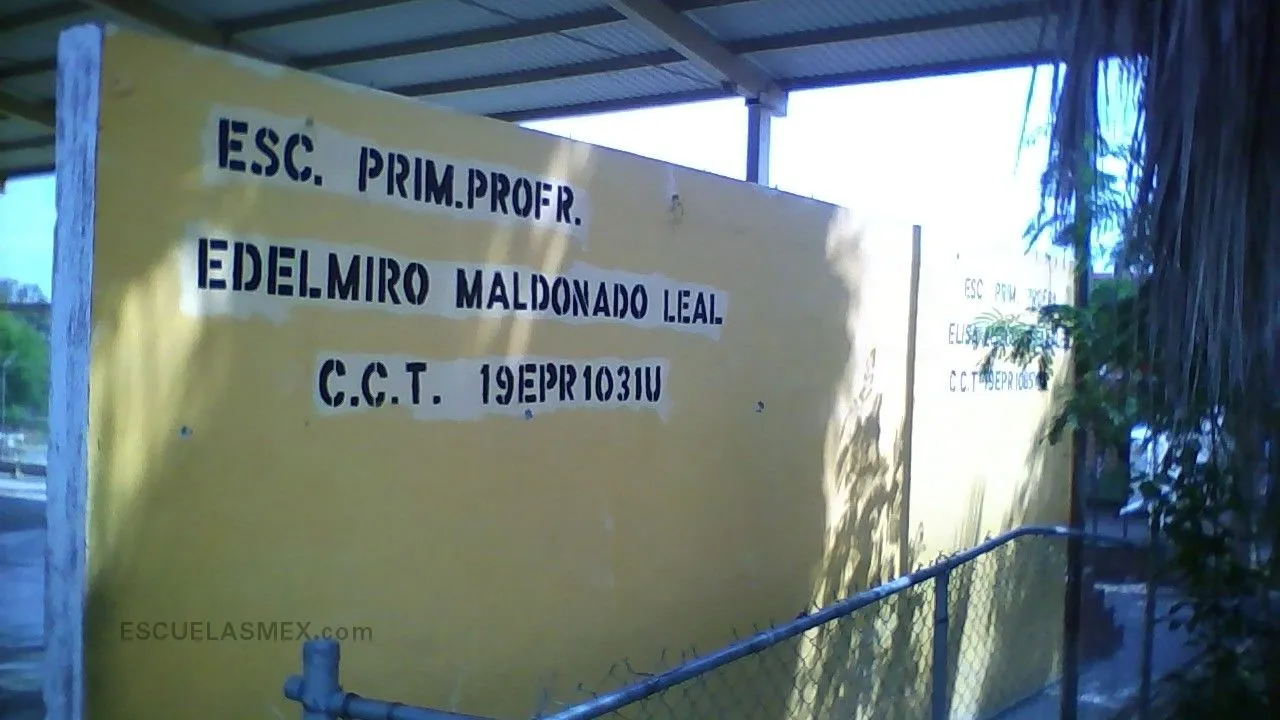 ESC. PRIM.PROFR.
EDELMIRO MALDONADO LEAL
C.C.T. 19EPR1031U
ESC PRIM
C C T
ESCUELASMEX.com